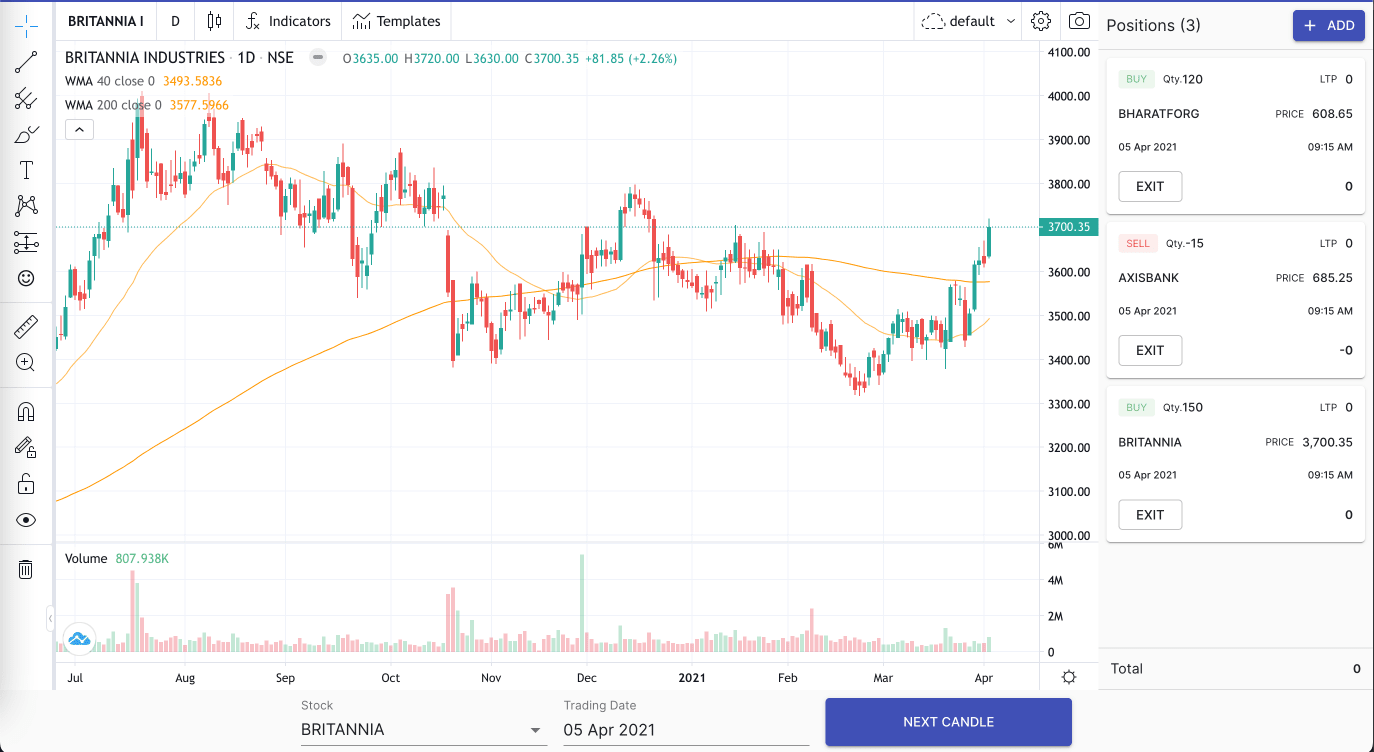 BRITANNIA I D Indicators Templates default
BRITANNIA INDUSTRIES · 1D · NSE O3635.00 H3720.00 L3630.00 C3700.35 +81.85 (+2.26%)
WMA 40 close 0 3493.5836
WMA 200 close 0 3577.5966
4100.00
4000.00
3900.00
3800.00
3700.35
3600.00
3500.00
3400.00
3300.00
3200.00
3100.00
3000.00
Volume 807.938K
6M
4M
2M
0
Jul Aug Sep Oct Nov Dec 2021 Feb Mar Apr
Positions (3) + ADD
BUY Qty.120 LTP 0
BHARATFORG PRICE 608.65
05 Apr 2021 09:15 AM
EXIT 0
SELL Qty.-15 LTP 0
AXISBANK PRICE 685.25
05 Apr 2021 09:15 AM
EXIT -0
BUY Qty.150 LTP 0
BRITANNIA PRICE 3,700.35
05 Apr 2021 09:15 AM
EXIT 0
Total 0
Stock Trading Date
BRITANNIA 05 Apr 2021 NEXT CANDLE